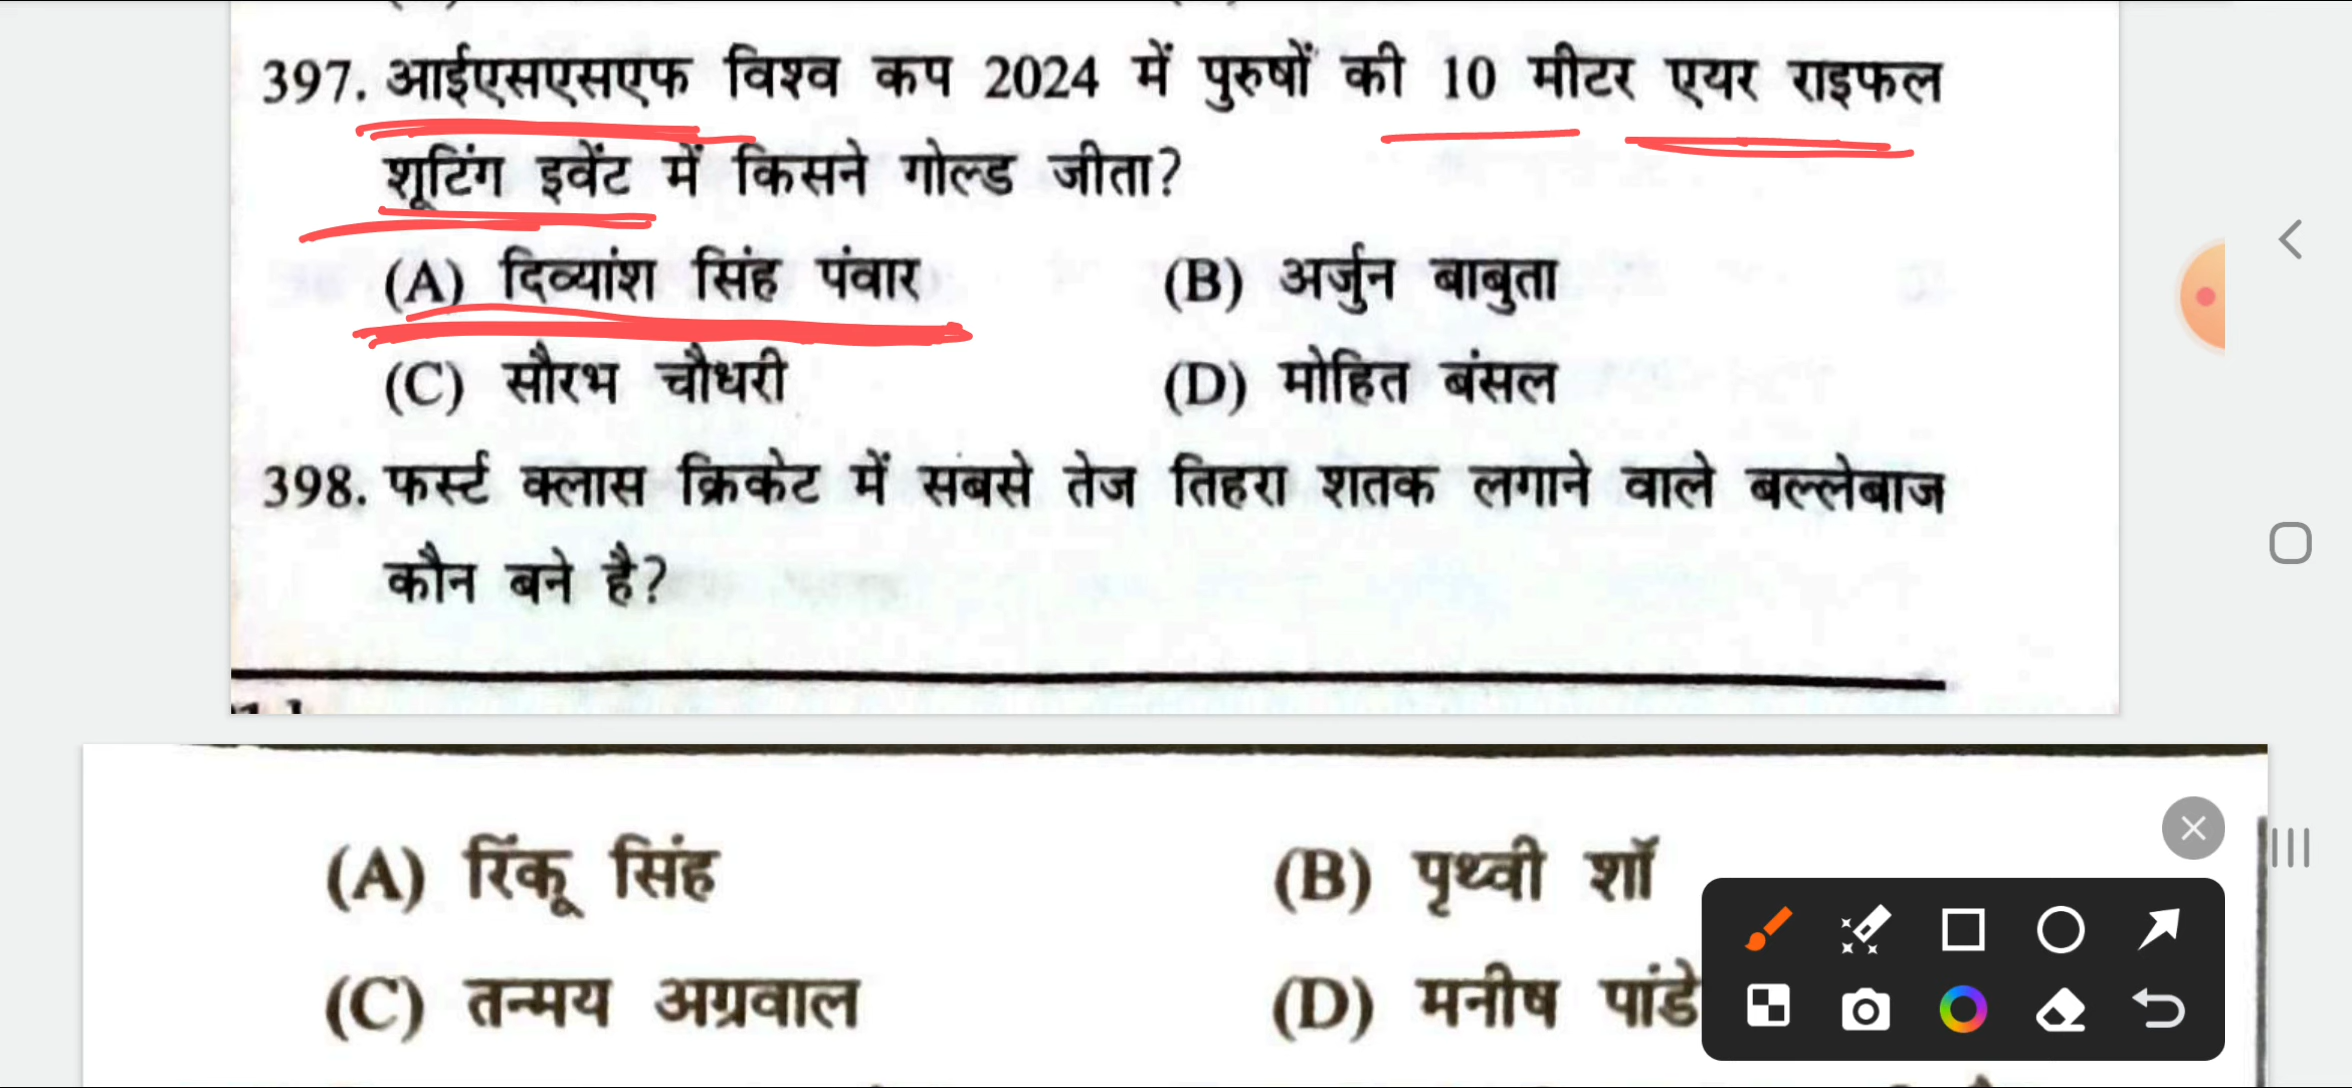 397. आईएसएसएफ विश्व कप 2024 में पुरुषों की 10 मीटर एयर राइफल
शूटिंग इवेंट में किसने गोल्ड जीता?
(A) दिव्यांश सिंह पंवार (B) अर्जुन बाबुता
(C) सौरभ चौधरी (D) मोहित बंसल
398. फर्स्ट क्लास क्रिकेट में सबसे तेज तिहरा शतक लगाने वाले बल्लेबाज
कौन बने है?
(A) रिंकू सिंह (B) पृथ्वी शॉ
(C) तन्मय अग्रवाल (D) मनीष पांडे